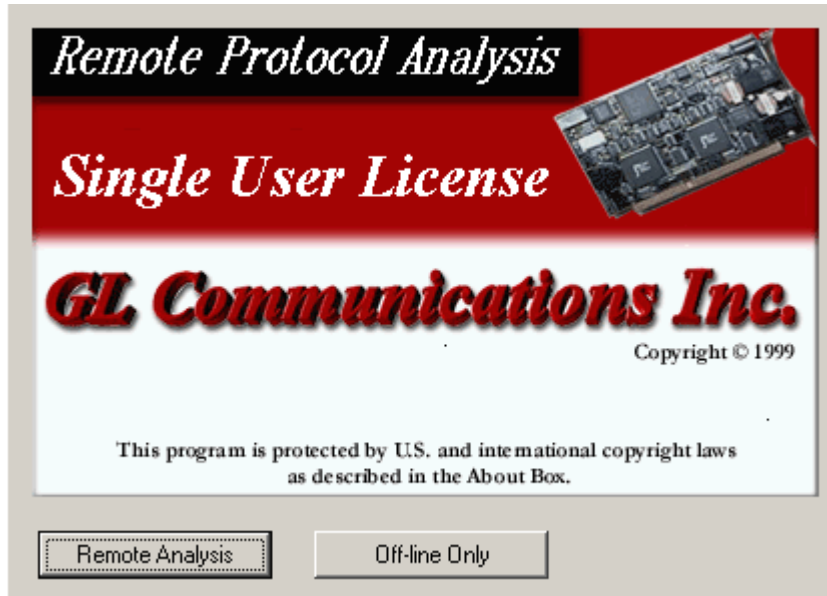 Remote Protocol Analysis
Single User License
GL Communications Inc.
Copyright © 1999
This program is protected by U.S. and international copyright laws
as described in the About Box.
Remote Analysis
Off-line Only